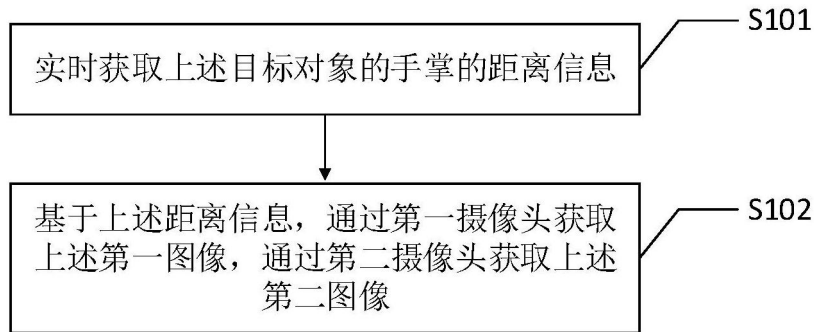 S101
实时获取上述目标对象的手掌的距离信息
S102
基于上述距离信息，通过第一摄像头获取
上述第一图像，通过第二摄像头获取上述
第二图像